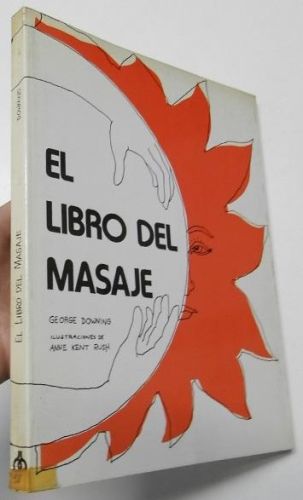 EL
LIBRO DEL
MASAJE
GEORGE DOWNING
ILUSTRACIONES DE
ANNE KENT RUSH
EL LIBRO DEL MASAJE